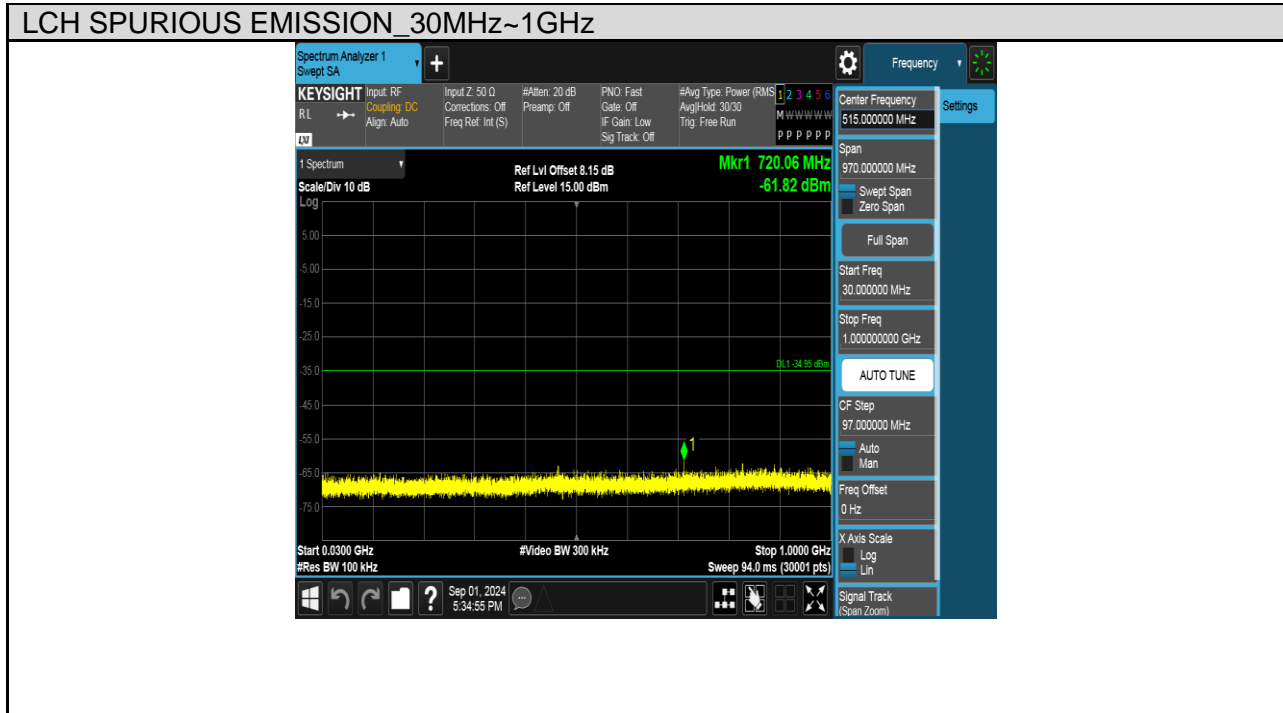 LCH SPURIOUS EMISSION_30MHz~1GHz
Spectrum Analyzer 1
Swept SA
+
Frequency
KEYSIGHT
RL
LXI
Input: RF
Coupling: DC
Align: Auto
Input Z: 50 Ω
Corrections: Off
Freq Ref: Int (S)
#Atten: 20 dB
Preamp: Off
PNO: Fast
Gate: Off
IF Gain: Low
Sig Track: Off
#Avg Type: Power (RMS
Avg|Hold: 30/30
Trig: Free Run
1 2 3 4 5 6
M W W W W W
P P P P P P
1 Spectrum
Scale/Div 10 dB
Log
Ref Lvl Offset 8.15 dB
Ref Level 15.00 dBm
Mkr1 720.06 MHz
-61.82 dBm
5.00
-5.00
-15.0
-25.0
-35.0
DL1 -34.95 dBm
-45.0
-55.0
1
-65.0
-75.0
Start 0.0300 GHz
#Video BW 300 kHz
Stop 1.0000 GHz
#Res BW 100 kHz
Sweep 94.0 ms (30001 pts)
?
Sep 01, 2024
5:34:55 PM
Center Frequency
515.000000 MHz
Settings
Span
970.000000 MHz
Swept Span
Zero Span
Full Span
Start Freq
30.000000 MHz
Stop Freq
1.000000000 GHz
AUTO TUNE
CF Step
97.000000 MHz
Auto
Man
Freq Offset
0 Hz
X Axis Scale
Log
Lin
Signal Track
(Span Zoom)